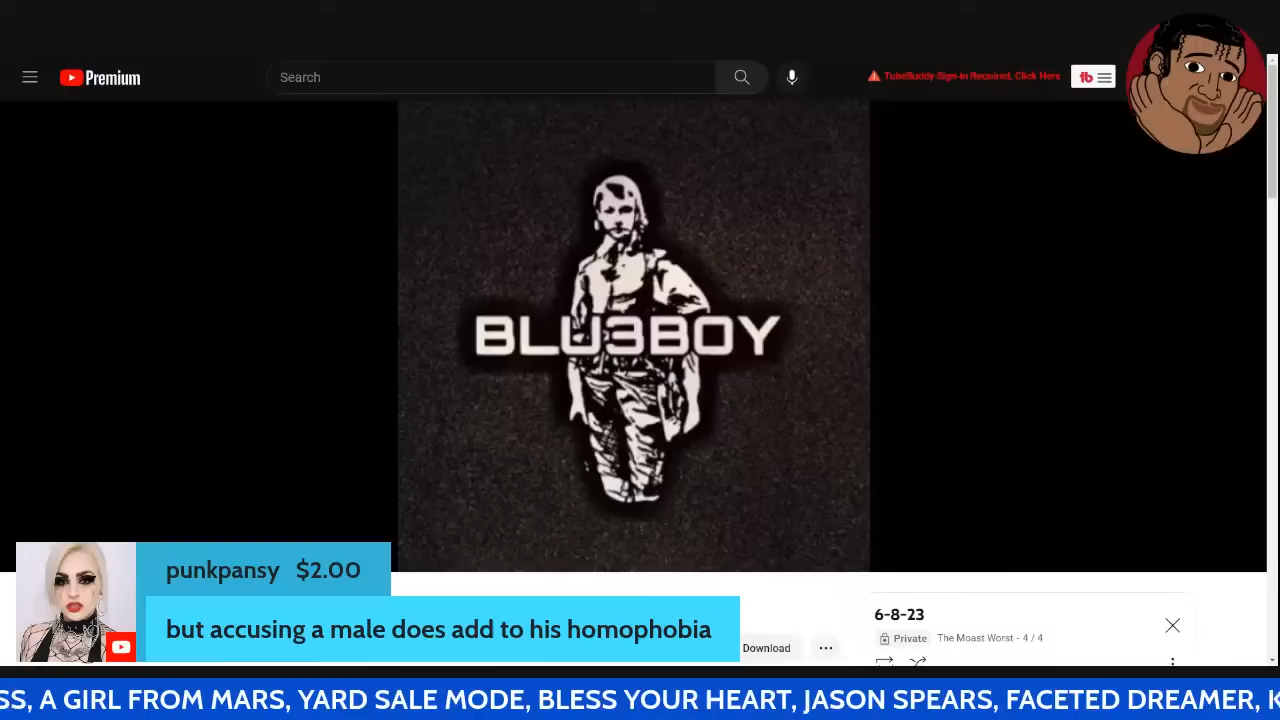 Premium
Search
TubeBuddy Sign-In Required, Click Here
tb
BLU3BOY
punkpansy $2.00
but accusing a male does add to his homophobia
Download
6-8-23
Private The Moast Worst - 4 / 4
SS, A GIRL FROM MARS, YARD SALE MODE, BLESS YOUR HEART, JASON SPEARS, FACETED DREAMER, K